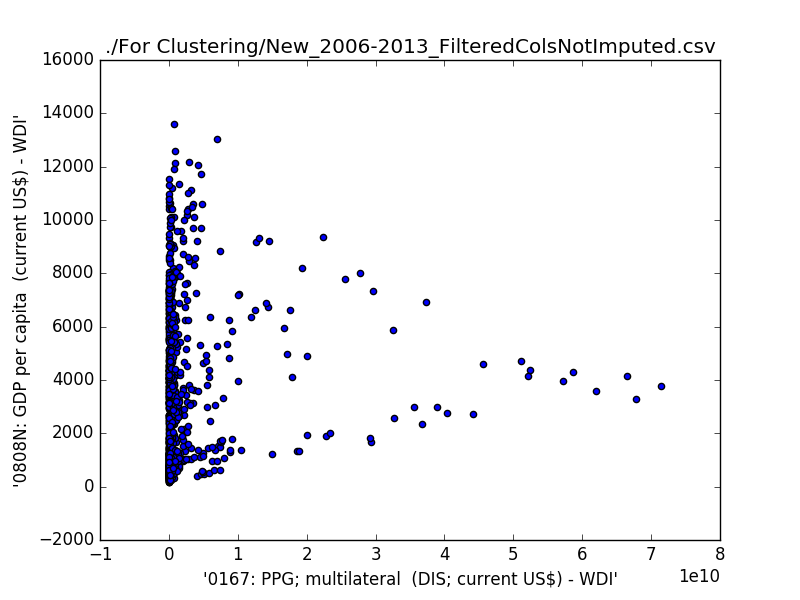 ./For Clustering/New_2006-2013_FilteredColsNotImputed.csv
16000
14000
12000
10000
8000
6000
4000
2000
0
−2000
'0808N: GDP per capita  (current US$) - WDI'
−1 0 1 2 3 4 5 6 7 8
1e10
'0167: PPG; multilateral  (DIS; current US$) - WDI'